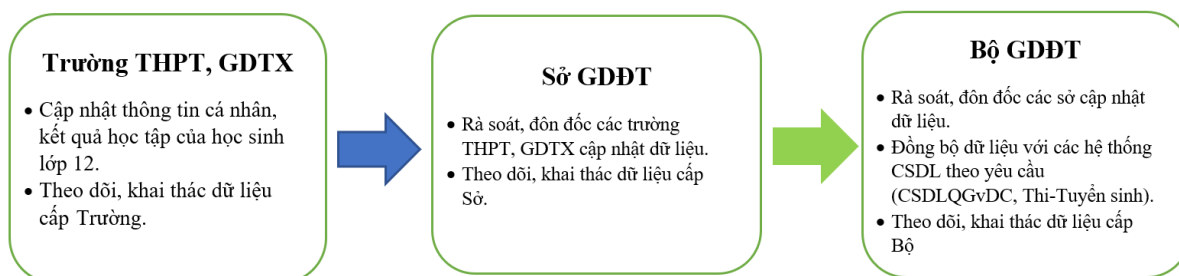 Trường THPT, GDTX
• Cập nhật thông tin cá nhân,
kết quả học tập của học sinh
lớp 12.
• Theo dõi, khai thác dữ liệu
cấp Trường.
Sở GDĐT
• Rà soát, đôn đốc các trường
THPT, GDTX cập nhật dữ liệu.
• Theo dõi, khai thác dữ liệu cấp
Sở.
Bộ GDĐT
• Rà soát, đôn đốc các sở cập nhật
dữ liệu.
• Đồng bộ dữ liệu với các hệ thống
CSDL theo yêu cầu
(CSDLQGvDC, Thi-Tuyển sinh).
• Theo dõi, khai thác dữ liệu cấp
Bộ